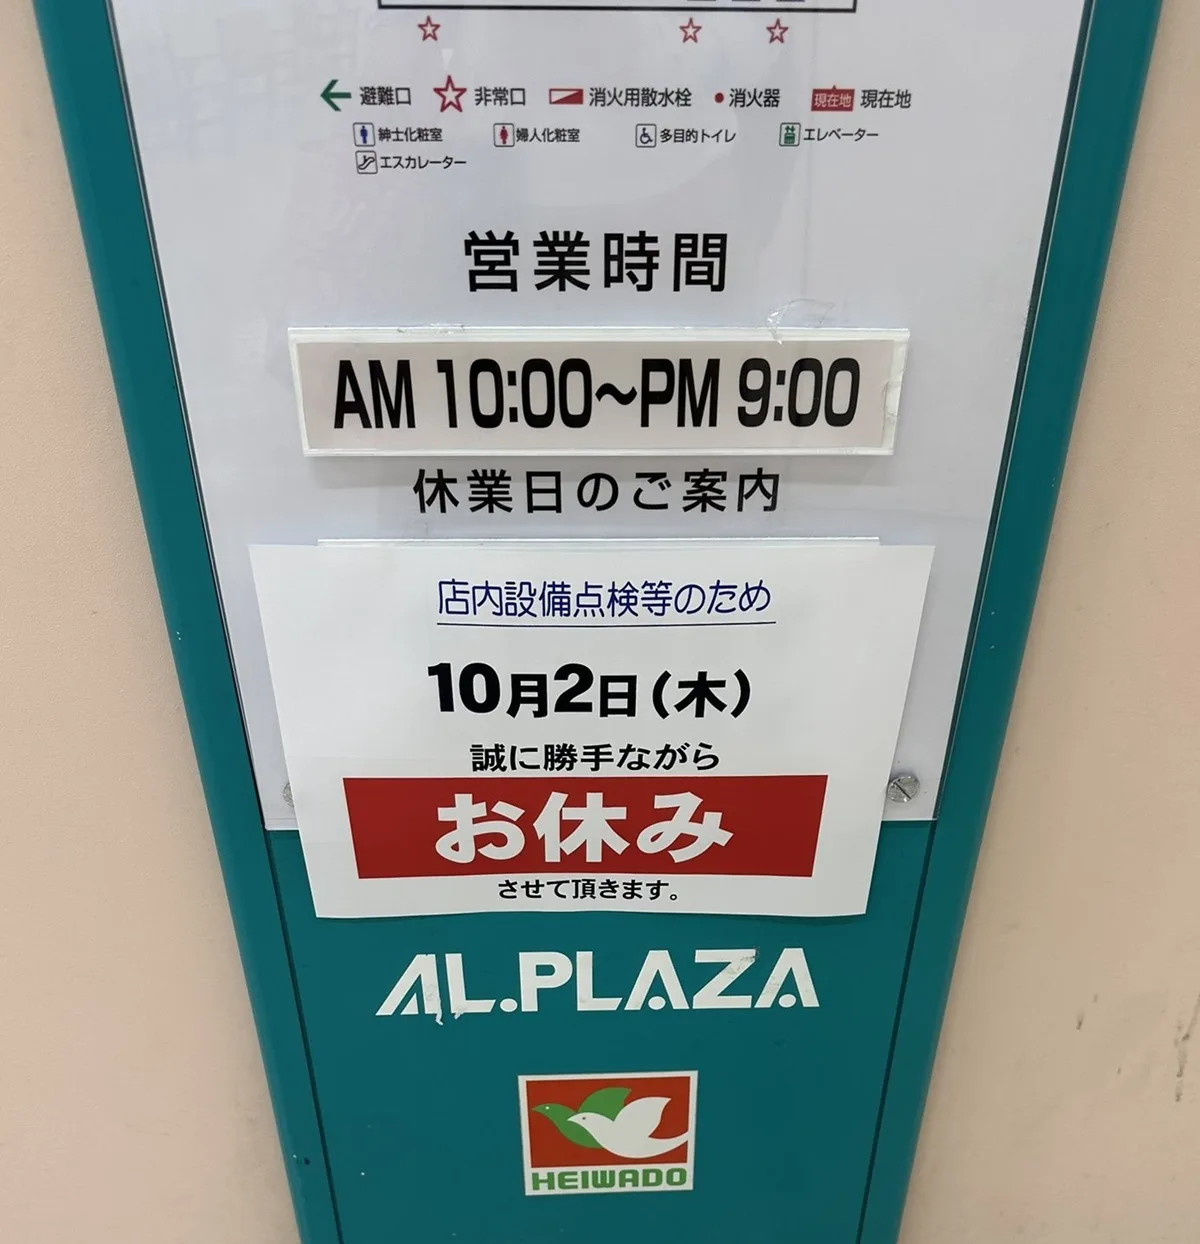 避難口 非常口 消火用散水栓 消火器 現在地 現在地
紳士化粧室 婦人化粧室 多目的トイレ エレベーター
エスカレーター
営業時間
AM 10:00～PM 9:00
休業日のご案内
店内設備点検等のため
10月2日(木)
誠に勝手ながら
お休み
させて頂きます。
AL.PLAZA
HEIWADO